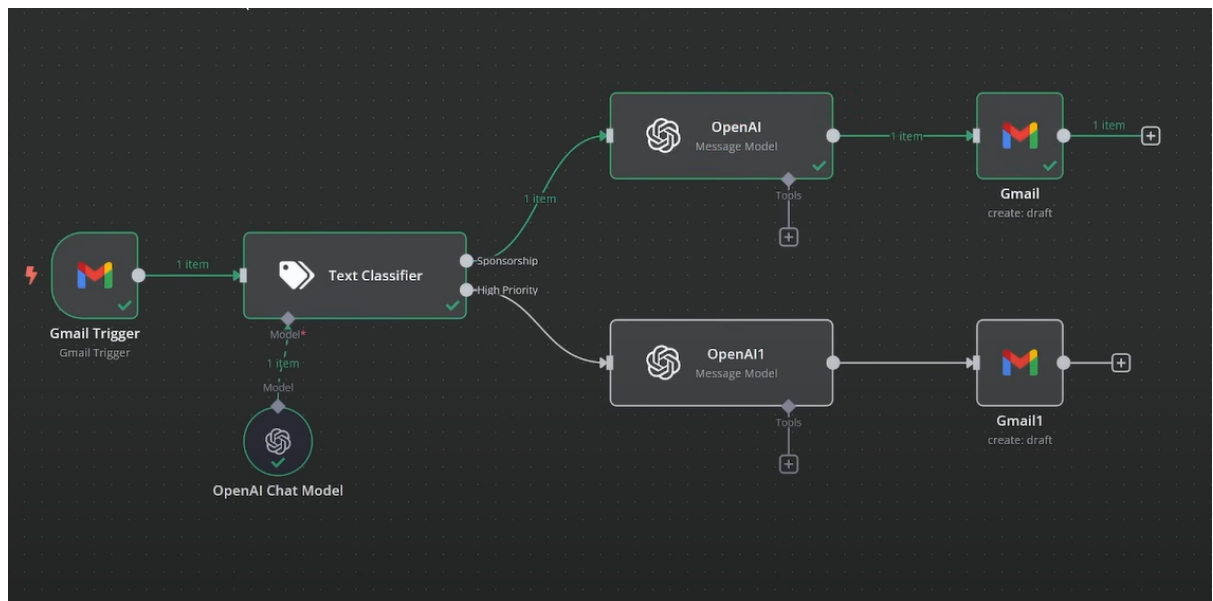 1 item
OpenAI
Message Model
1 item
1 item
Tools
Gmail
create: draft
1 item
Text Classifier
Sponsorship
High Priority
Gmail Trigger
Gmail Trigger
Model*
1 item
Model
OpenAI Chat Model
OpenAI1
Message Model
Tools
Gmail1
create: draft